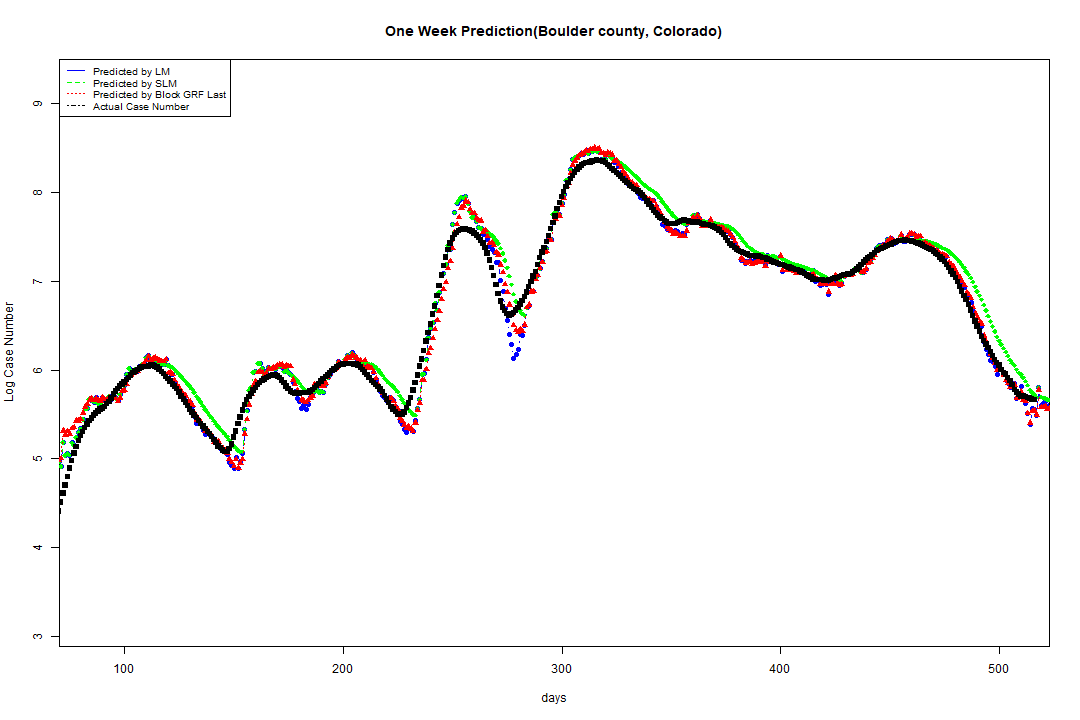 One Week Prediction(Boulder county, Colorado)
Predicted by LM
Predicted by SLM
Predicted by Block GRF Last
Actual Case Number
Log Case Number
9
8
7
6
5
4
3
100 200 300 400 500
days